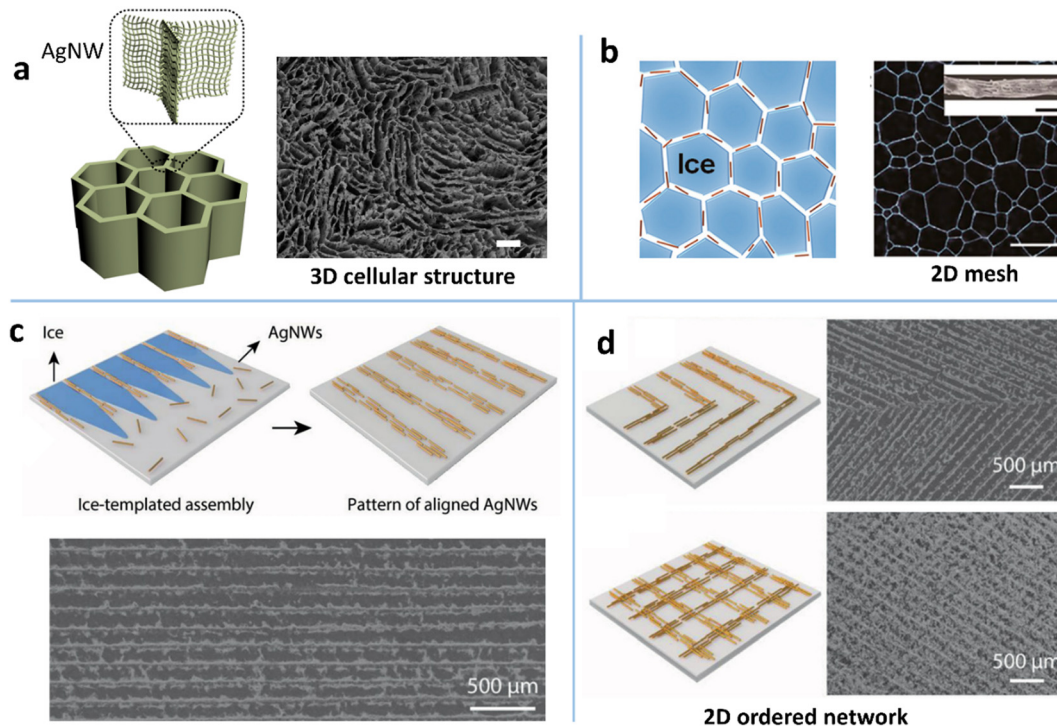 a
AgNW
3D cellular structure
b
Ice
2D mesh
c
Ice
AgNWs
Ice-templated assembly
Pattern of aligned AgNWs
500 µm
d
500 µm
500 µm
2D ordered network